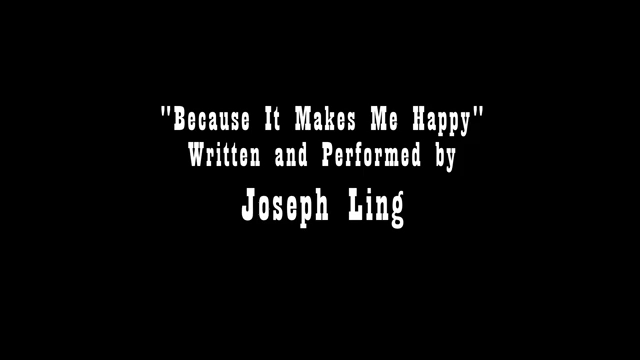 "Because It Makes Me Happy"
Written and Performed by
Joseph Ling